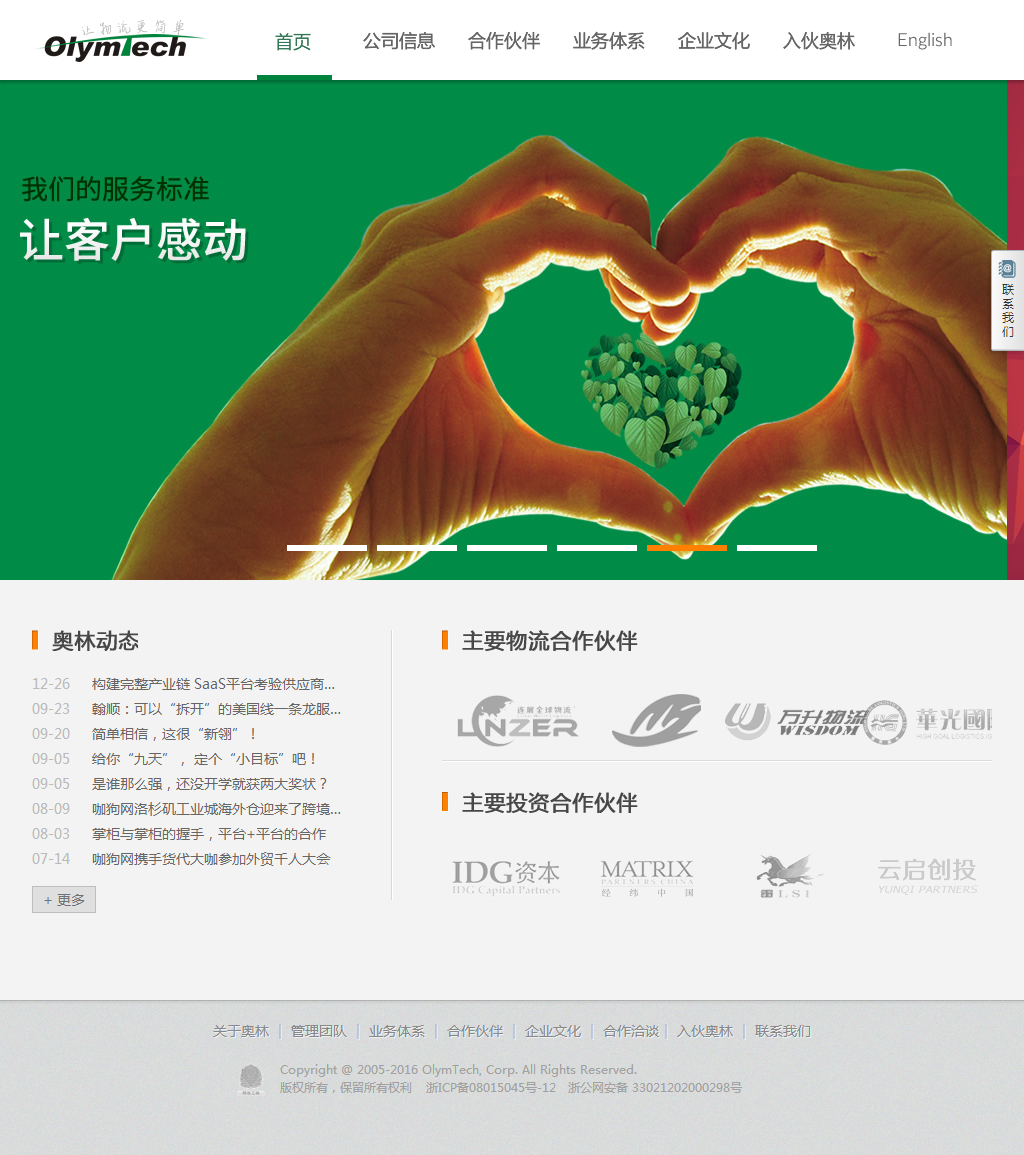 让物流更简单
OlymTech
首页
公司信息
合作伙伴
业务体系
企业文化
入伙奥林
English
我们的服务标准
让客户感动
联系我们
奥林动态
12-26 构建完整产业链 SaaS平台考验供应商...
09-23 翰顺：可以“拆开”的美国线一条龙服...
09-20 简单相信，这很“新翎”！
09-05 给你“九天”，定个“小目标”吧！
09-05 是谁那么强，还没开学就获两大奖状？
08-09 咖狗网洛杉矶工业城海外仓迎来了跨境...
08-03 掌柜与掌柜的握手，平台+平台的合作
07-14 咖狗网携手货代大咖参加外贸千人大会
+ 更多
主要物流合作伙伴
LNZER
万升物流
WISDOM
華光國
HIGH GOAL LOGISTICS
主要投资合作伙伴
IDG资本
IDG Capital Partners
MATRIX
PARTNERS CHINA
经纬中国
LSI
云启创投
YUNQI PARTNERS
关于奥林 | 管理团队 | 业务体系 | 合作伙伴 | 企业文化 | 合作洽谈 | 入伙奥林 | 联系我们
Copyright @ 2005-2016 OlymTech, Corp. All Rights Reserved.
版权所有，保留所有权利 浙ICP备08015045号-12 浙公网安备 33021202000298号